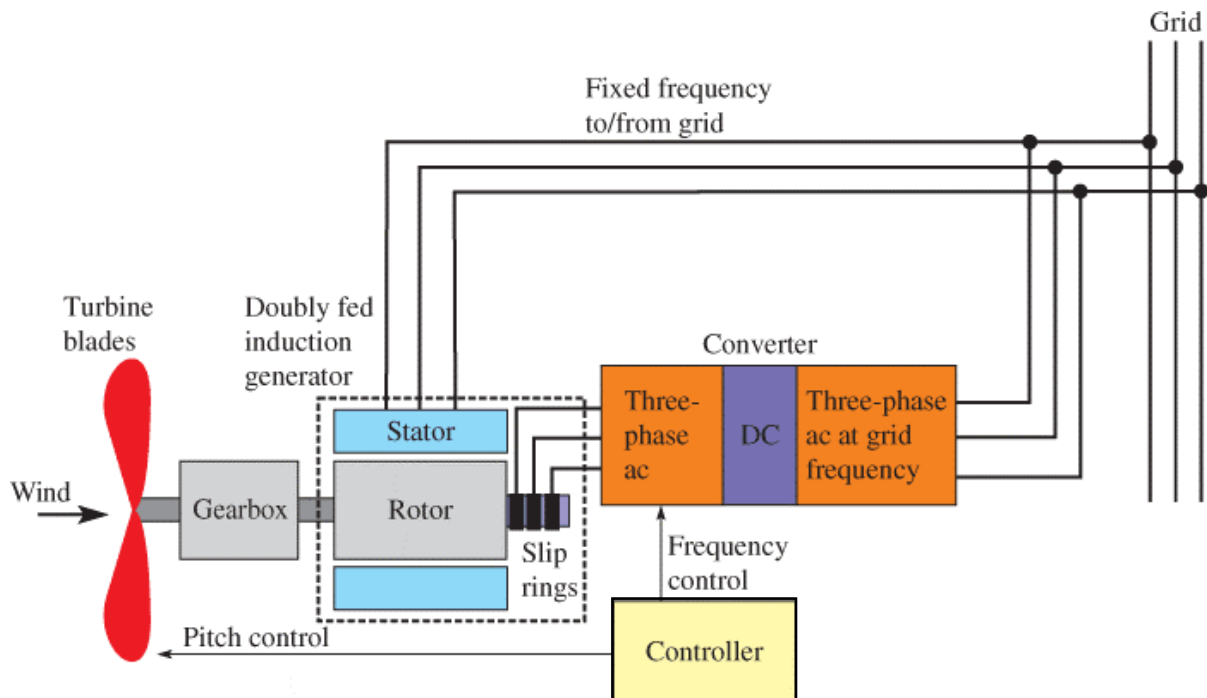 Grid
Fixed frequency
to/from grid
Turbine
blades
Doubly fed
induction
generator
Converter
Stator
Three-
phase
ac
DC
Three-phase
ac at grid
frequency
Wind
Gearbox
Rotor
Slip
rings
Frequency
control
Pitch control
Controller